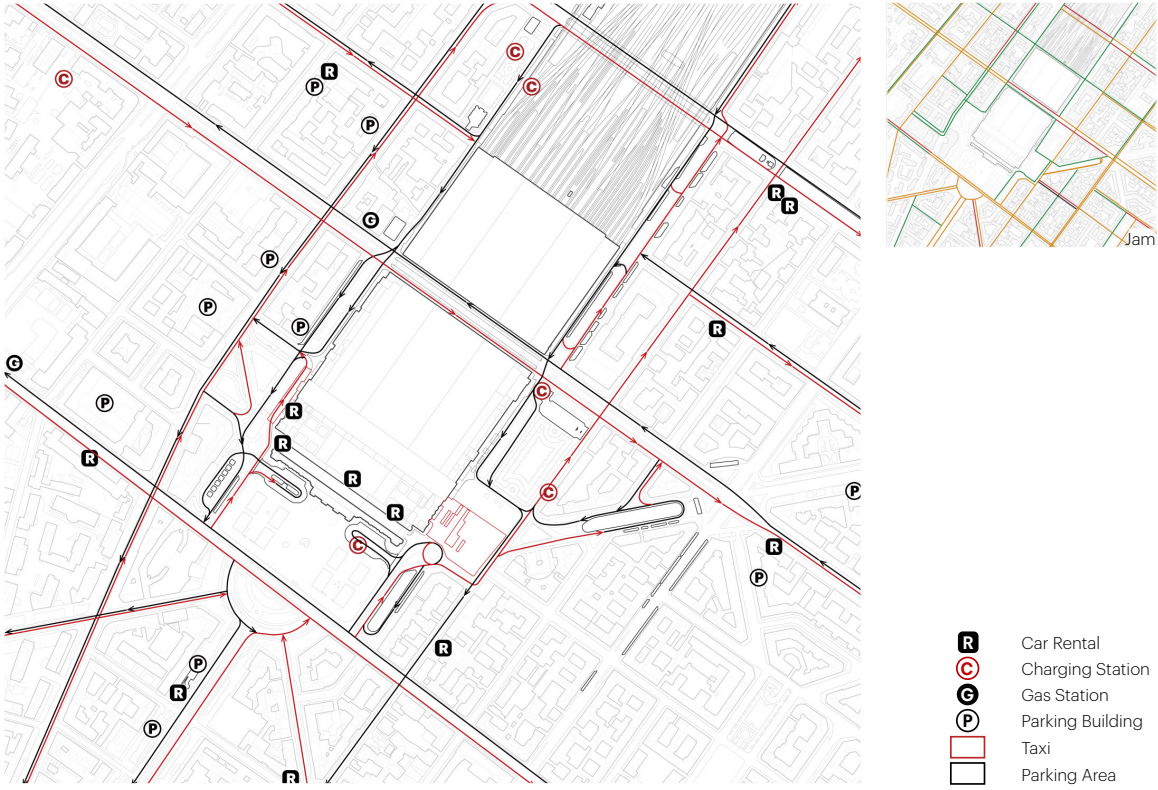 C
R
C
P
C
P
R
R
G
Jam
P
P
P
R
G
C
P
R
R
R
R
P
C
R
C
R
P
R
P
R
P
R
R Car Rental
C Charging Station
G Gas Station
P Parking Building
Taxi
Parking Area